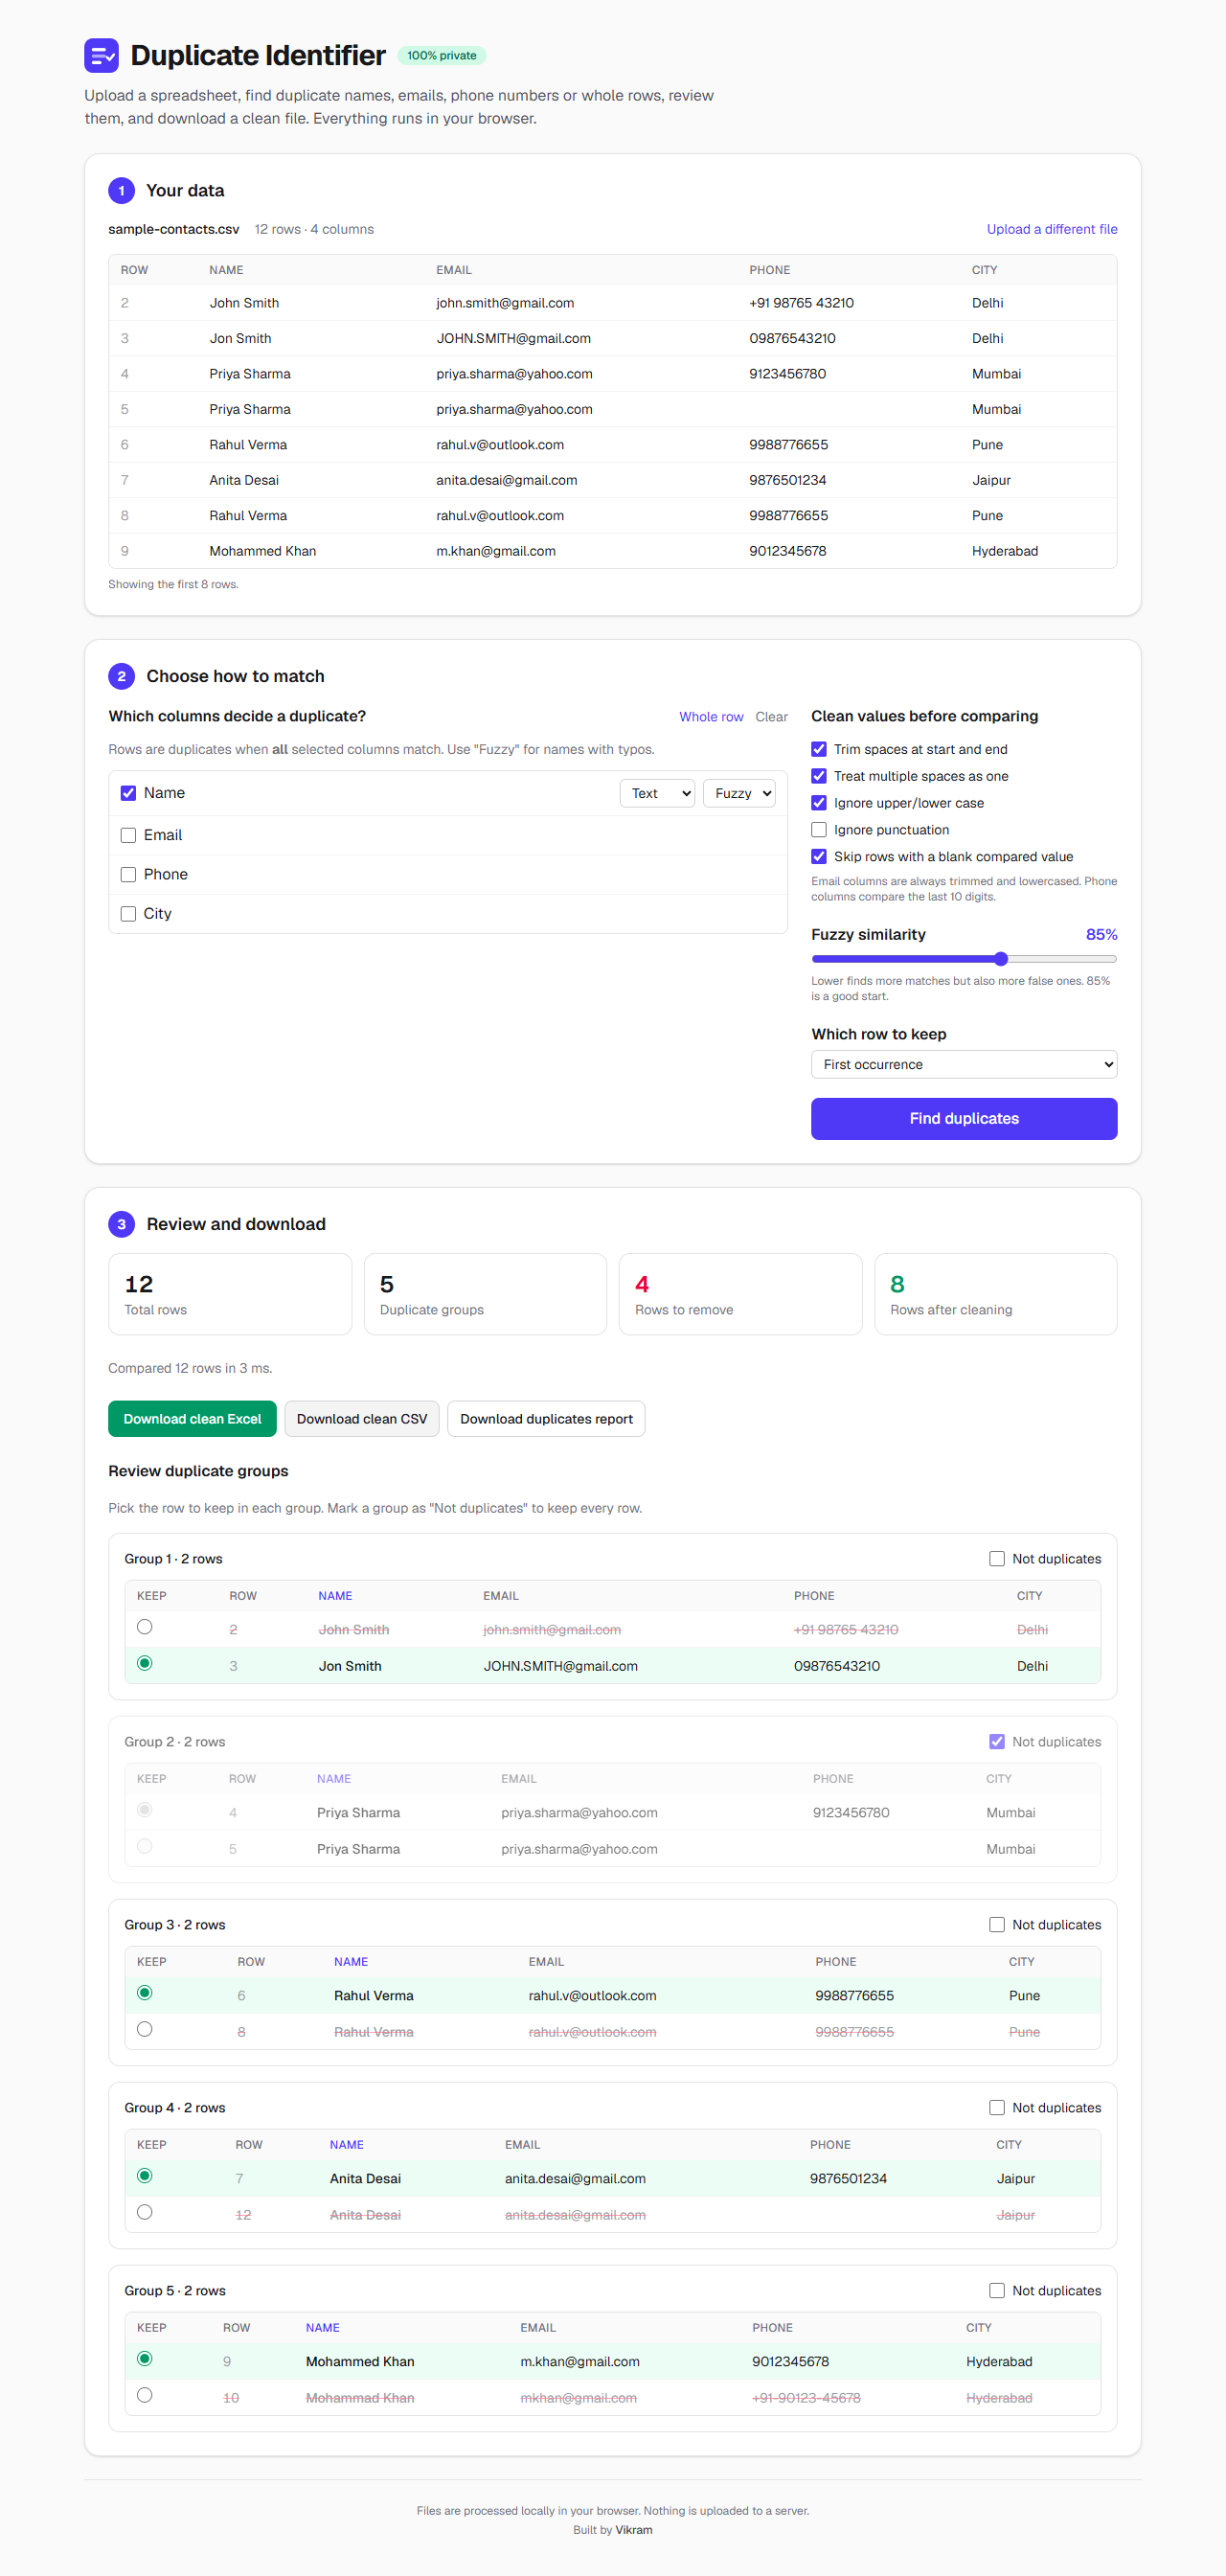 Duplicate Identifier 100% private
Upload a spreadsheet, find duplicate names, emails, phone numbers or whole rows, review
them, and download a clean file. Everything runs in your browser.
1 Your data
sample-contacts.csv 12 rows · 4 columns Upload a different file
ROW NAME EMAIL PHONE CITY
2 John Smith john.smith@gmail.com +91 98765 43210 Delhi
3 Jon Smith JOHN.SMITH@gmail.com 09876543210 Delhi
4 Priya Sharma priya.sharma@yahoo.com 9123456780 Mumbai
5 Priya Sharma priya.sharma@yahoo.com Mumbai
6 Rahul Verma rahul.v@outlook.com 9988776655 Pune
7 Anita Desai anita.desai@gmail.com 9876501234 Jaipur
8 Rahul Verma rahul.v@outlook.com 9988776655 Pune
9 Mohammed Khan m.khan@gmail.com 9012345678 Hyderabad
Showing the first 8 rows.
2 Choose how to match
Which columns decide a duplicate? Whole row Clear
Rows are duplicates when all selected columns match. Use "Fuzzy" for names with typos.
Name Text Fuzzy
Email
Phone
City
Clean values before comparing
Trim spaces at start and end
Treat multiple spaces as one
Ignore upper/lower case
Ignore punctuation
Skip rows with a blank compared value
Email columns are always trimmed and lowercased. Phone
columns compare the last 10 digits.
Fuzzy similarity 85%
Lower finds more matches but also more false ones. 85%
is a good start.
Which row to keep
First occurrence
Find duplicates
3 Review and download
12 5 4 8
Total rows Duplicate groups Rows to remove Rows after cleaning
Compared 12 rows in 3 ms.
Download clean Excel Download clean CSV Download duplicates report
Review duplicate groups
Pick the row to keep in each group. Mark a group as "Not duplicates" to keep every row.
Group 1 · 2 rows Not duplicates
KEEP ROW NAME EMAIL PHONE CITY
2 John Smith john.smith@gmail.com +91 98765 43210 Delhi
3 Jon Smith JOHN.SMITH@gmail.com 09876543210 Delhi
Group 2 · 2 rows Not duplicates
KEEP ROW NAME EMAIL PHONE CITY
4 Priya Sharma priya.sharma@yahoo.com 9123456780 Mumbai
5 Priya Sharma priya.sharma@yahoo.com Mumbai
Group 3 · 2 rows Not duplicates
KEEP ROW NAME EMAIL PHONE CITY
6 Rahul Verma rahul.v@outlook.com 9988776655 Pune
8 Rahul Verma rahul.v@outlook.com 9988776655 Pune
Group 4 · 2 rows Not duplicates
KEEP ROW NAME EMAIL PHONE CITY
7 Anita Desai anita.desai@gmail.com 9876501234 Jaipur
12 Anita Desai anita.desai@gmail.com Jaipur
Group 5 · 2 rows Not duplicates
KEEP ROW NAME EMAIL PHONE CITY
9 Mohammed Khan m.khan@gmail.com 9012345678 Hyderabad
10 Mohammad Khan mkhan@gmail.com +91-90123-45678 Hyderabad
Files are processed locally in your browser. Nothing is uploaded to a server.
Built by Vikram